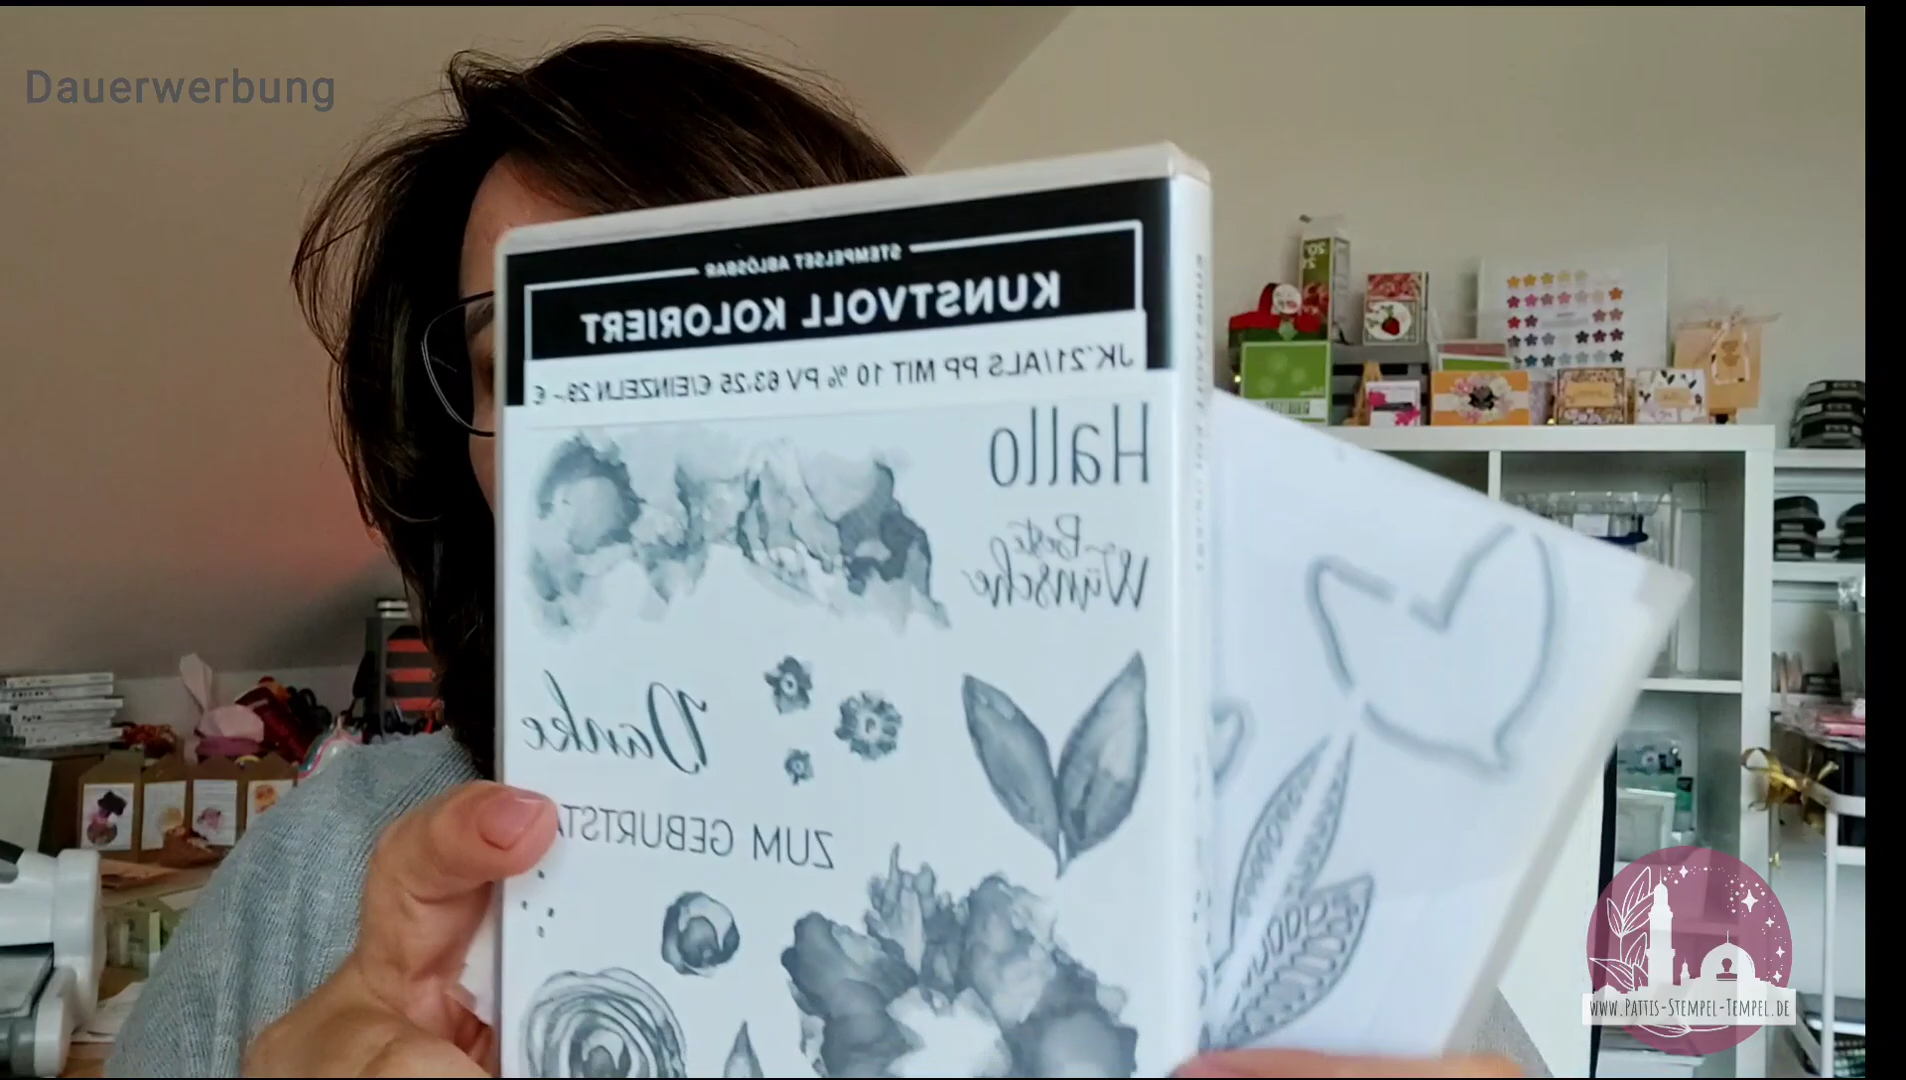 Dauerwerbung
STEMPELSET ABLÖSBAR
KUNSTVOLL KOLORIERT
JK´21/ALS PP MIT 10 % PV 63,25 €/EINZELN 29,- €
Hallo
Beste
Wünsche
Danke
ZUM GEBURTSTA
www.Pattis-Stempel-Tempel.de